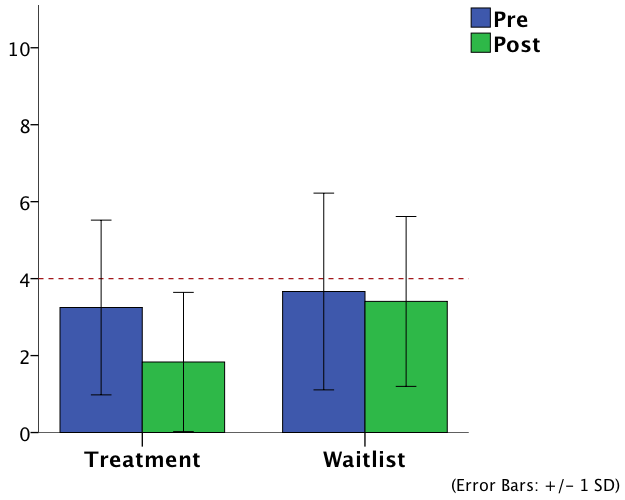 Pre
Post
10
8
6
4
2
0
Treatment Waitlist
(Error Bars: +/- 1 SD)